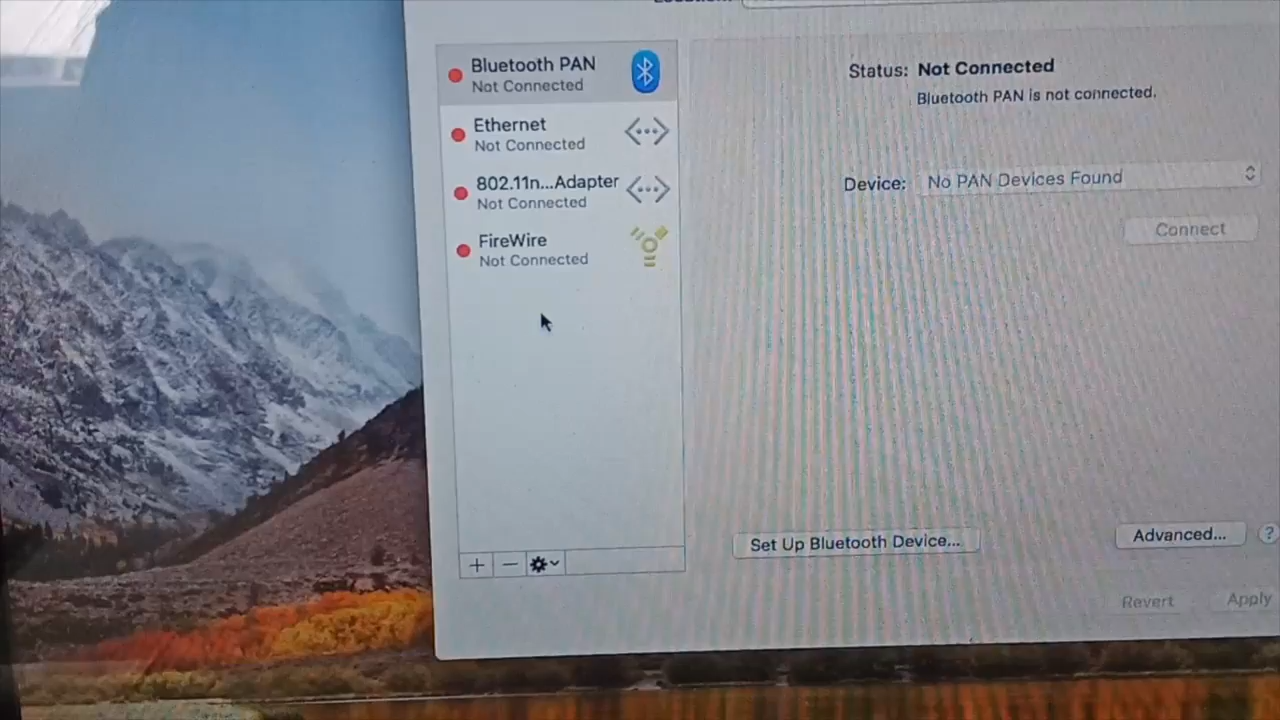 Bluetooth PAN
Not Connected
Ethernet
Not Connected
802.11n...Adapter
Not Connected
FireWire
Not Connected
Status: Not Connected
Bluetooth PAN is not connected.
Device: No PAN Devices Found
Connect
Set Up Bluetooth Device...
Advanced...
?
Revert
Apply